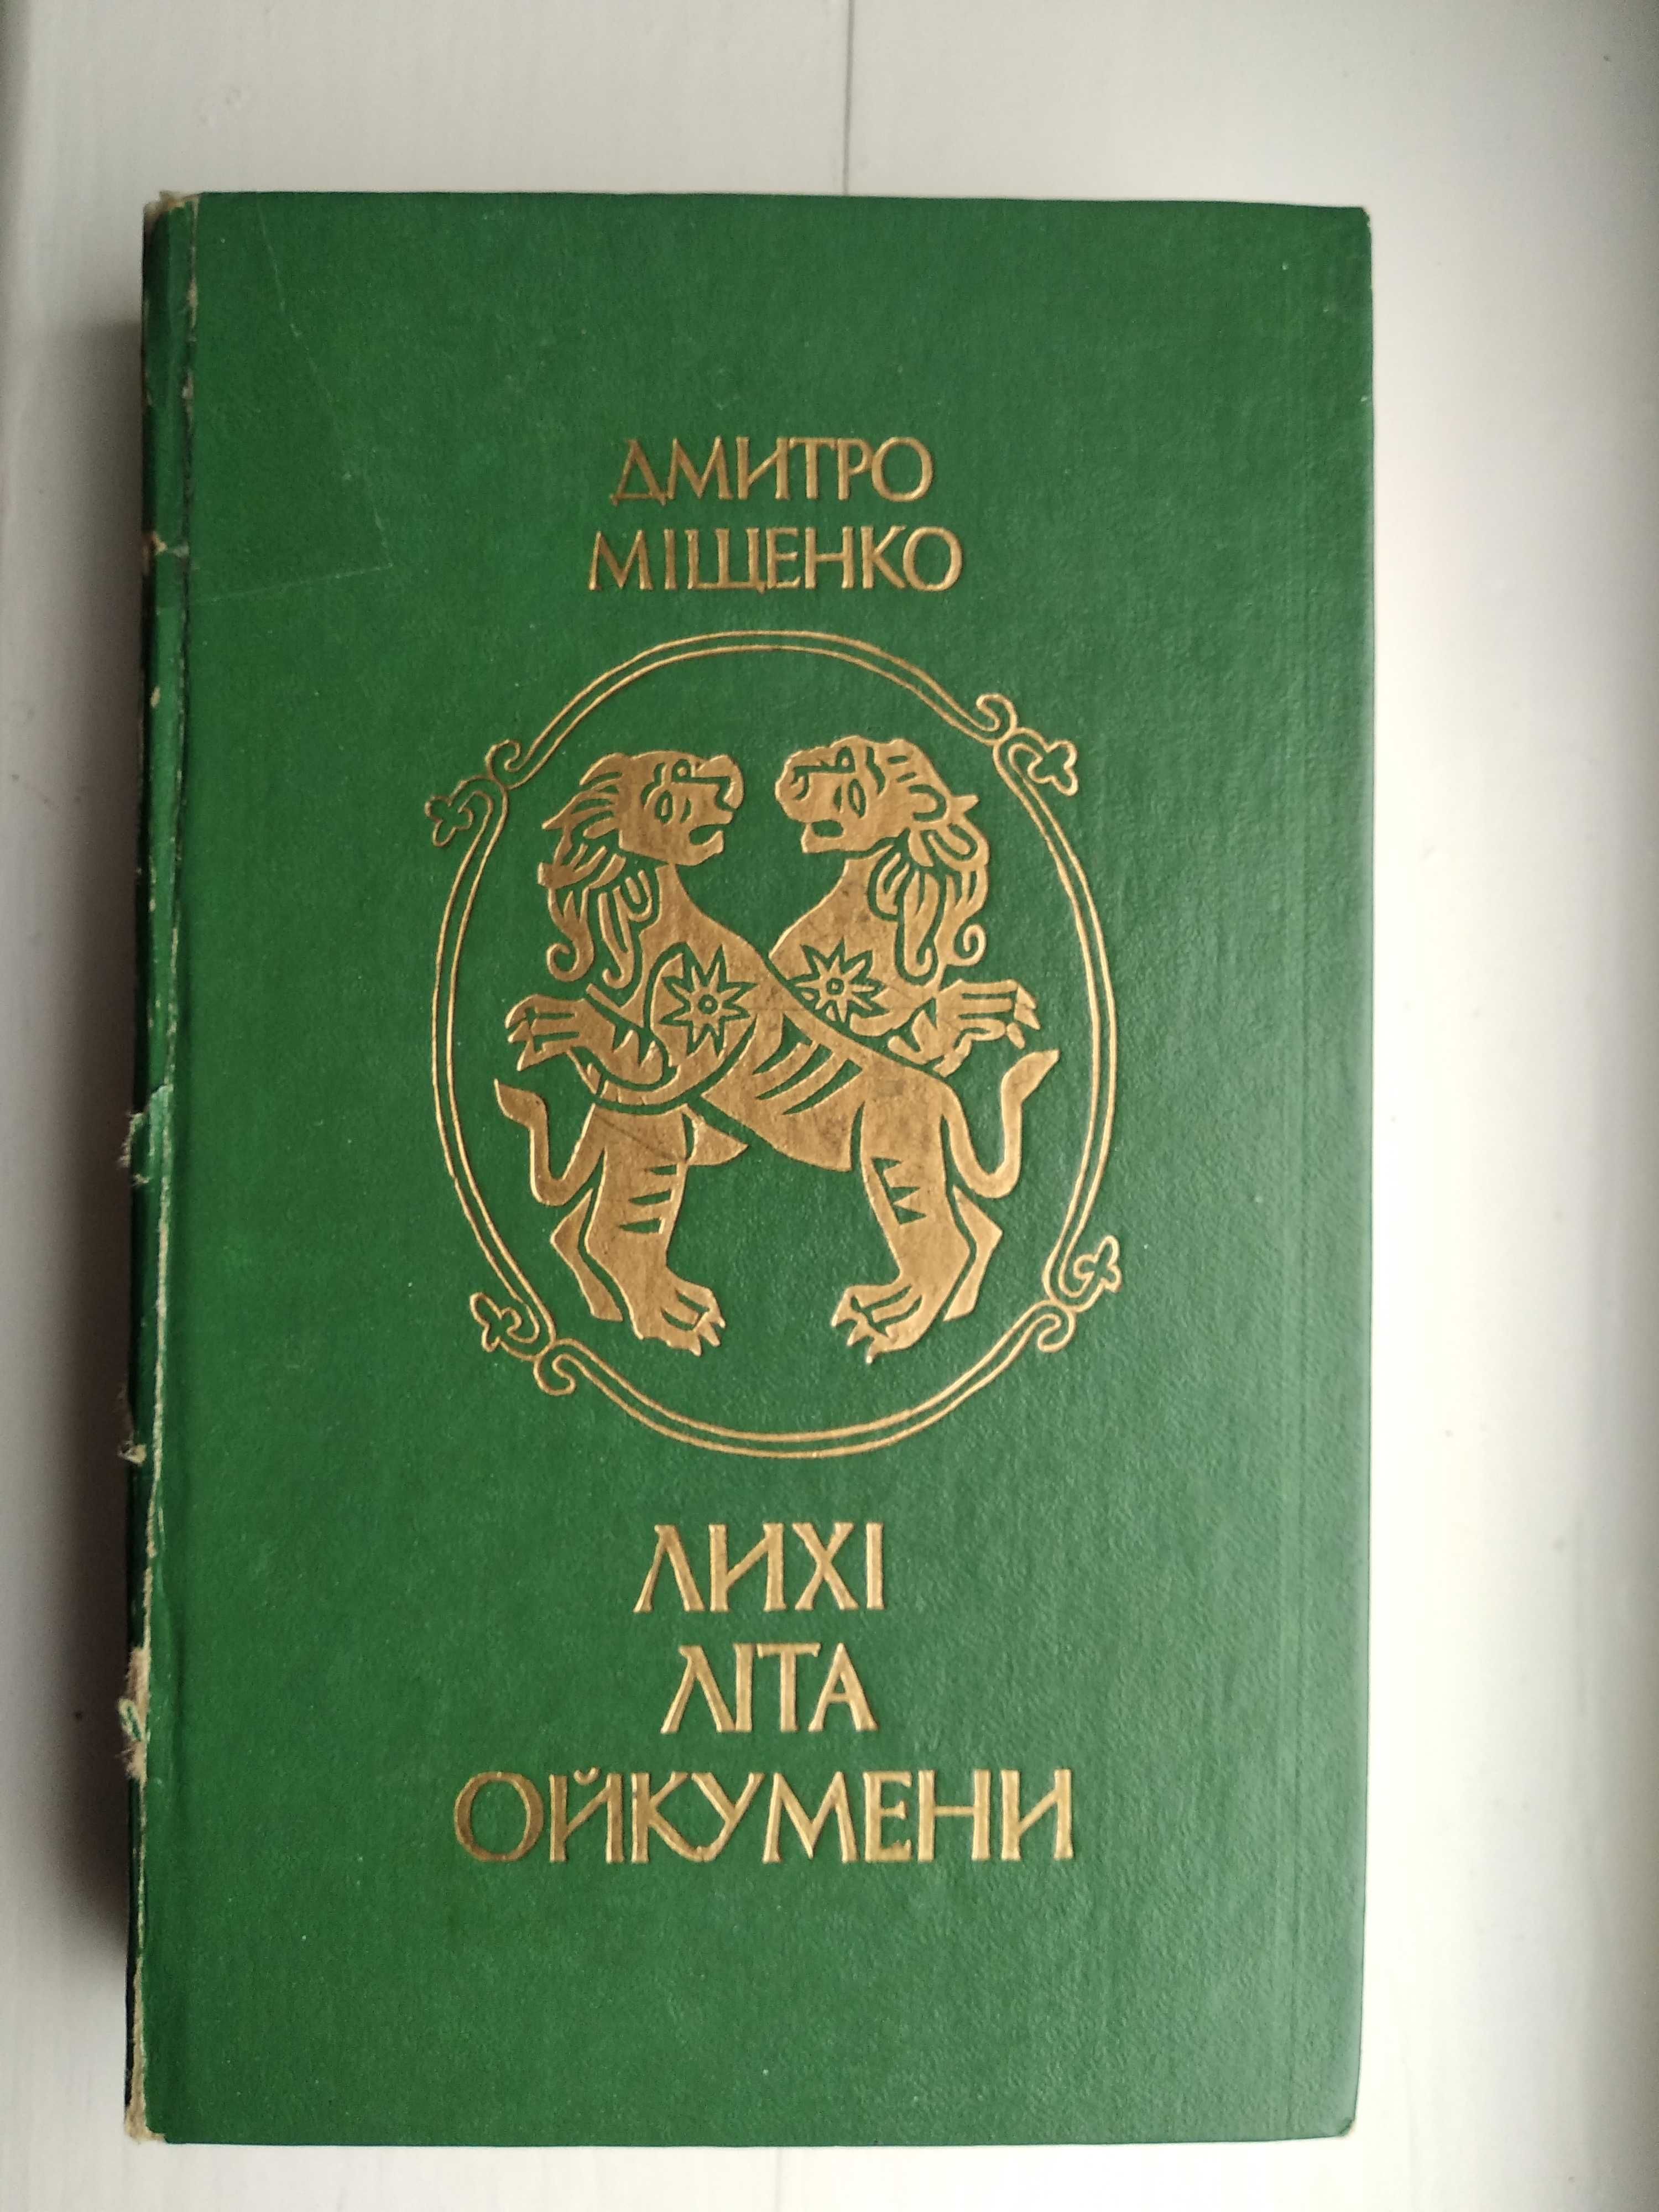 ДМИТРО
МІЩЕНКО
ЛИХІ
ЛІТА
ОЙКУМЕНИ